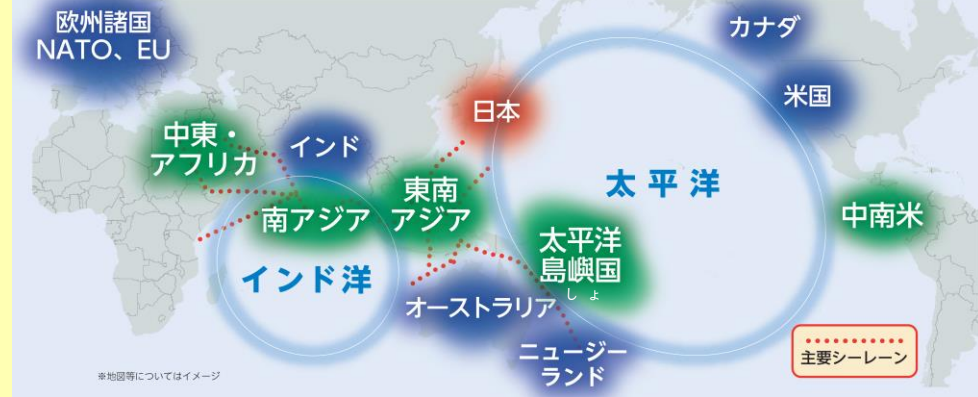 欧州諸国
NATO、EU
カナダ
米国
日本
中東・
アフリカ
インド
東南
アジア
南アジア
太平洋
中南米
太平洋
島嶼国
しょ
インド洋
オーストラリア
ニュージー
ランド
主要シーレーン
※地図等についてはイメージ